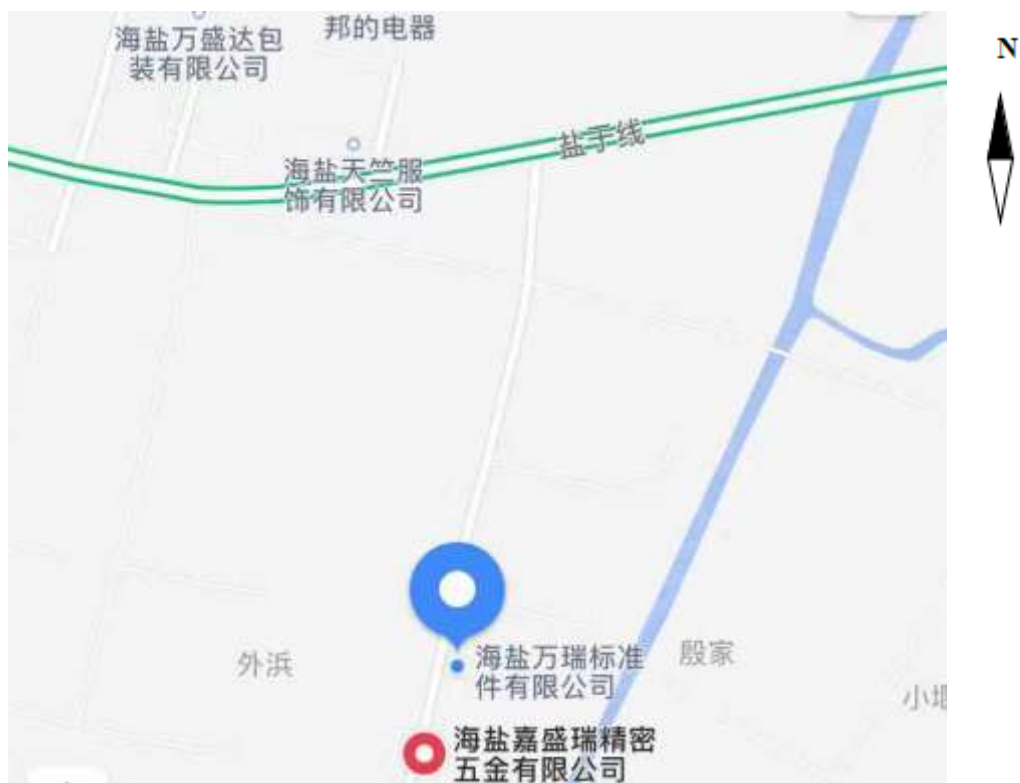 海盐万盛达包
装有限公司
邦的电器
N
盐于线
海盐天竺服
饰有限公司
海盐万瑞标准
件有限公司
外浜
殷家
小堰
海盐嘉盛瑞精密
五金有限公司